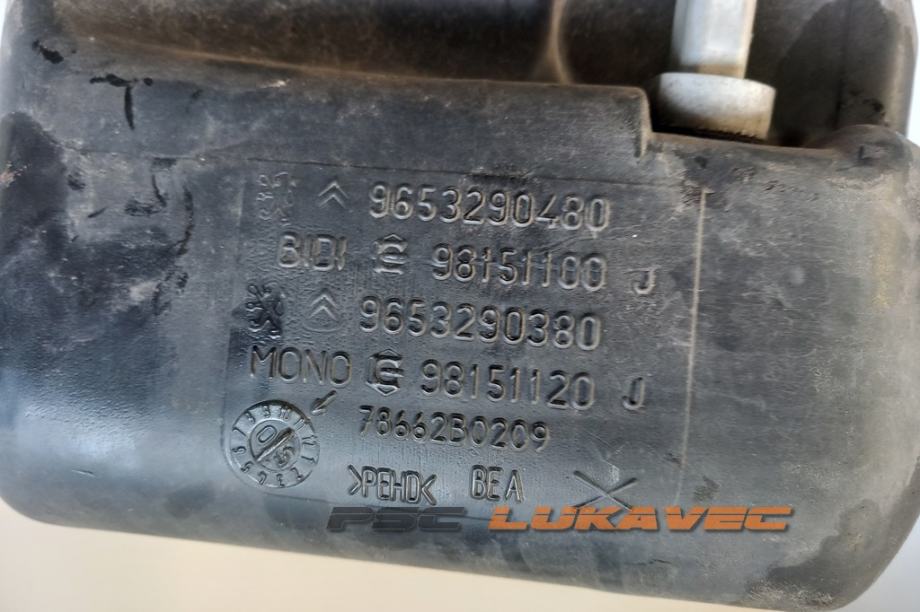 9653290480
BIDI 98151100 J
9653290380
MONO 98151120 J
78662B0209
>PEHD< BEA
PSC LUKAVEC